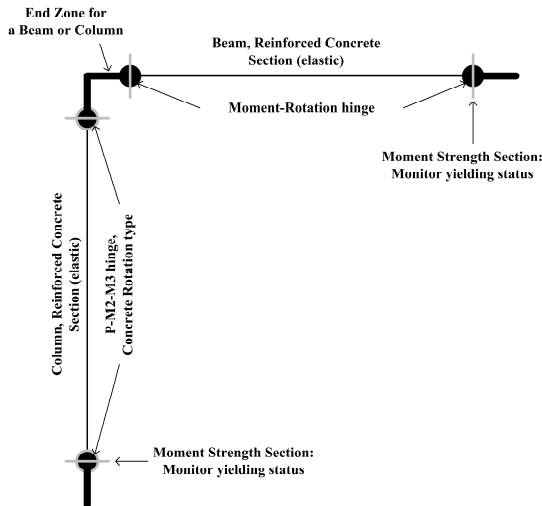 End Zone for
a Beam or Column
Beam, Reinforced Concrete
Section (elastic)
Moment-Rotation hinge
Moment Strength Section:
Monitor yielding status
Column, Reinforced Concrete
Section (elastic)
P-M2-M3 hinge,
Concrete Rotation type
Moment Strength Section:
Monitor yielding status